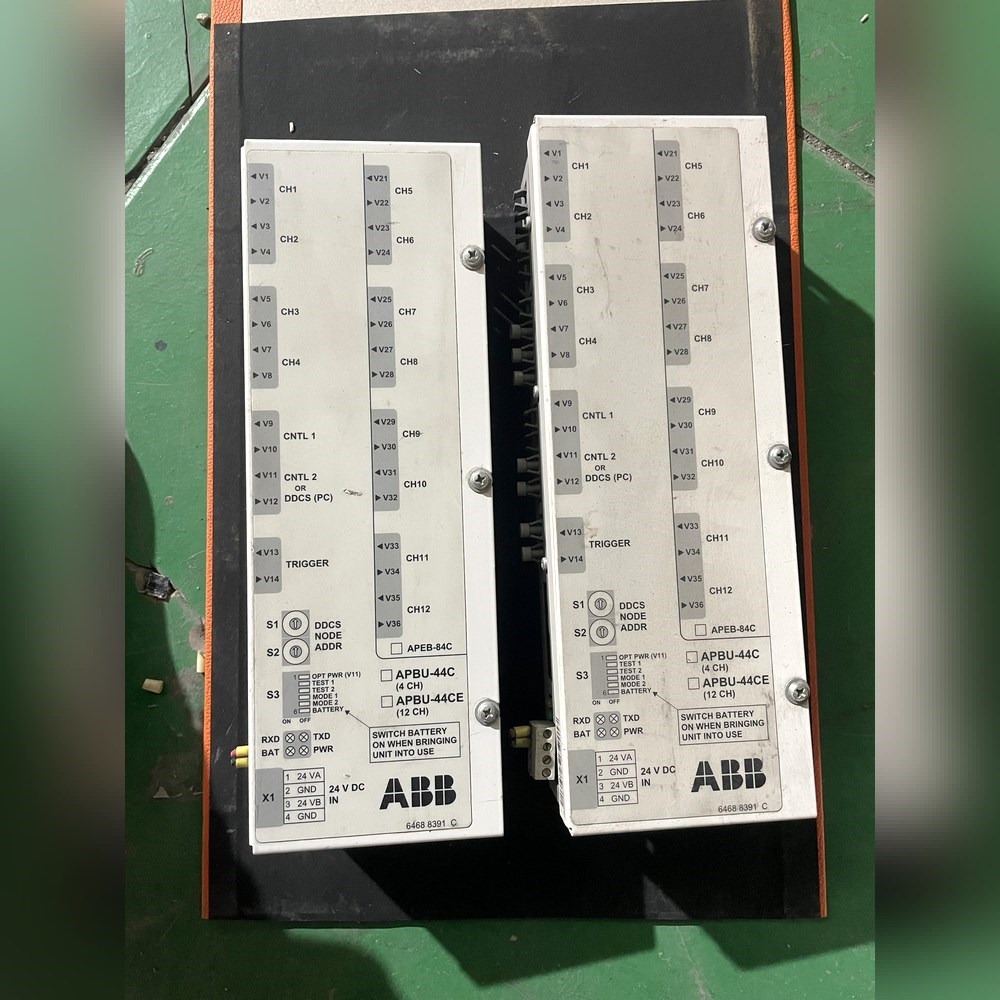 ◄V1
CH1
►V2
◄V3
CH2
►V4
◄V5
CH3
►V6
◄V7
CH4
►V8
◄V9
CNTL 1
►V10
◄V11
CNTL 2
OR
DDCS (PC)
►V12
◄V13
TRIGGER
►V14
◄V21
CH5
►V22
◄V23
CH6
►V24
◄V25
CH7
►V26
◄V27
CH8
►V28
◄V29
CH9
►V30
◄V31
CH10
►V32
◄V33
CH11
►V34
◄V35
CH12
►V36
APEB-84C
S1
S2
DDCS
NODE
ADDR
S3
1
6
OPT PWR (V11)
TEST 1
TEST 2
MODE 1
MODE 2
BATTERY
ON OFF
APBU-44C
(4 CH)
APBU-44CE
(12 CH)
RXD TXD
BAT PWR
SWITCH BATTERY
ON WHEN BRINGING
UNIT INTO USE
X1
1 24 VA
2 GND
3 24 VB
4 GND
24 V DC
IN
ABB
6468 8391 C
◄V1
CH1
►V2
◄V3
CH2
►V4
◄V5
CH3
►V6
◄V7
CH4
►V8
◄V9
CNTL 1
►V10
◄V11
CNTL 2
OR
DDCS (PC)
►V12
◄V13
TRIGGER
►V14
◄V21
CH5
►V22
◄V23
CH6
►V24
◄V25
CH7
►V26
◄V27
CH8
►V28
◄V29
CH9
►V30
◄V31
CH10
►V32
◄V33
CH11
►V34
◄V35
CH12
►V36
APEB-84C
S1
S2
DDCS
NODE
ADDR
S3
1
6
OPT PWR (V11)
TEST 1
TEST 2
MODE 1
MODE 2
BATTERY
ON OFF
APBU-44C
(4 CH)
APBU-44CE
(12 CH)
RXD TXD
BAT PWR
SWITCH BATTERY
ON WHEN BRINGING
UNIT INTO USE
X1
1 24 VA
2 GND
3 24 VB
4 GND
24 V DC
IN
ABB
6468 8391 C